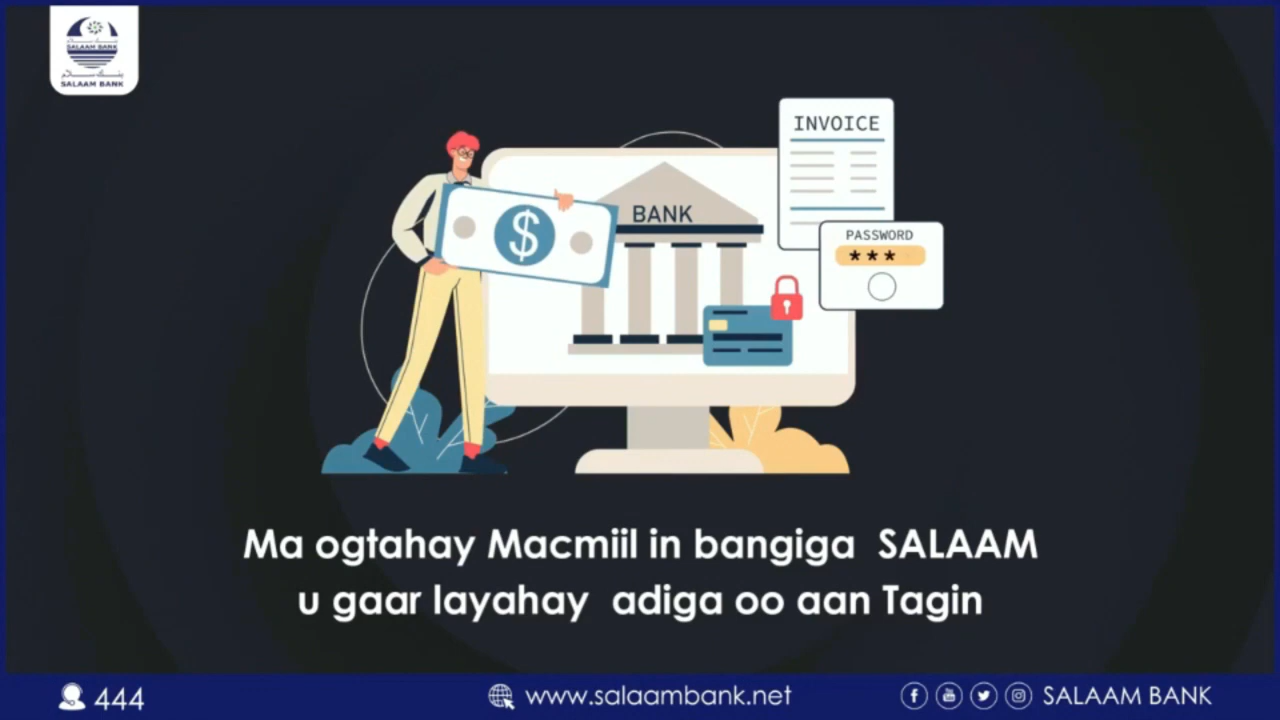 SALAAM BANK
SALAAM BANK
INVOICE
BANK
PASSWORD
***
$
Ma ogtahay Macmiil in bangiga SALAAM
u gaar layahay adiga oo aan Tagin
444
www.salaambank.net
SALAAM BANK